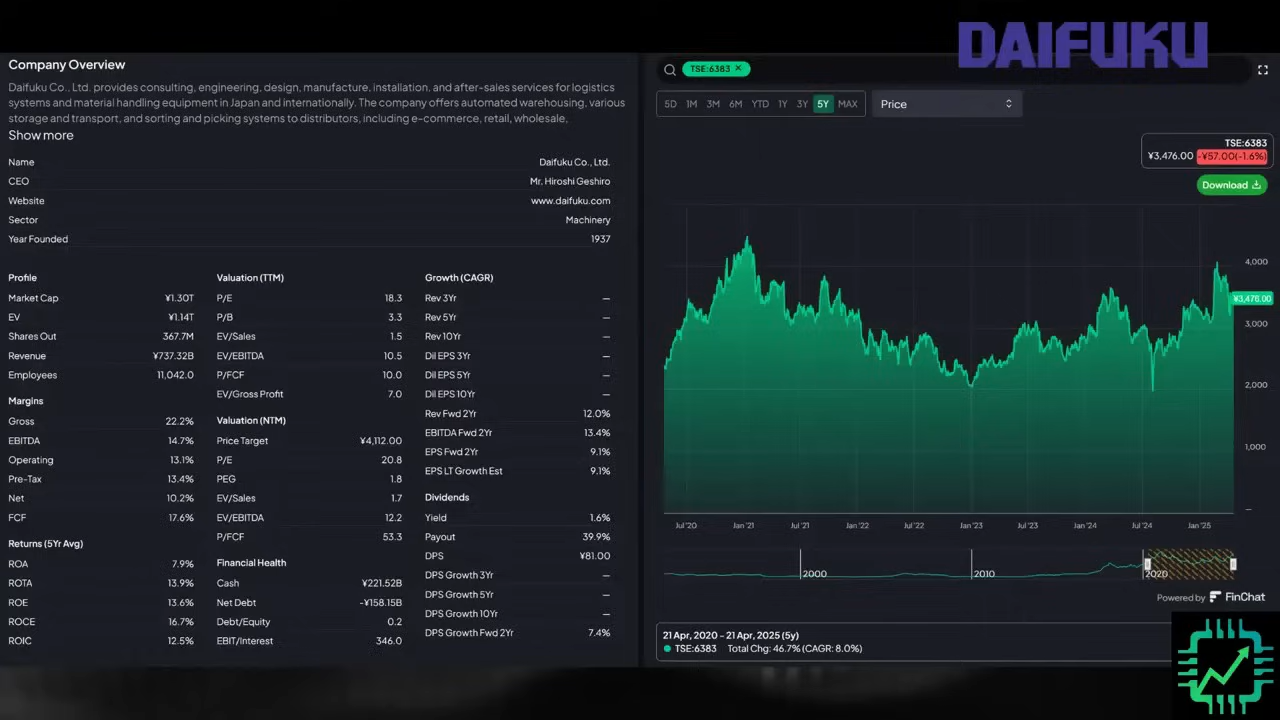 DAIFUKU
Company Overview
Daifuku Co., Ltd. provides consulting, engineering, design, manufacture, installation, and after-sales services for logistics
systems and material handling equipment in Japan and internationally. The company offers automated warehousing, various
storage and transport, and sorting and picking systems to distributors, including e-commerce, retail, wholesale,
Show more
Name Daifuku Co., Ltd.
CEO Mr. Hiroshi Geshiro
Website www.daifuku.com
Sector Machinery
Year Founded 1937
Profile
Market Cap ¥1.30T
EV ¥1.14T
Shares Out 367.7M
Revenue ¥737.32B
Employees 11,042.0
Margins
Gross 22.2%
EBITDA 14.7%
Operating 13.1%
Pre-Tax 13.4%
Net 10.2%
FCF 17.6%
Returns (5Yr Avg)
ROA 7.9%
ROTA 13.9%
ROE 13.6%
ROCE 16.7%
ROIC 12.5%
Valuation (TTM)
P/E 18.3
P/B 3.3
EV/Sales 1.5
EV/EBITDA 10.5
P/FCF 10.0
EV/Gross Profit 7.0
Valuation (NTM)
Price Target ¥4,112.00
P/E 20.8
PEG 1.8
EV/Sales 1.7
EV/EBITDA 12.2
P/FCF 53.3
Financial Health
Cash ¥221.52B
Net Debt -¥158.15B
Debt/Equity 0.2
EBIT/Interest 346.0
Growth (CAGR)
Rev 3Yr —
Rev 5Yr —
Rev 10Yr —
Dil EPS 3Yr —
Dil EPS 5Yr —
Dil EPS 10Yr —
Rev Fwd 2Yr 12.0%
EBITDA Fwd 2Yr 13.4%
EPS Fwd 2Yr 9.1%
EPS LT Growth Est 9.1%
Dividends
Yield 1.6%
Payout 39.9%
DPS ¥81.00
DPS Growth 3Yr —
DPS Growth 5Yr —
DPS Growth 10Yr —
DPS Growth Fwd 2Yr 7.4%
TSE:6383 ×
5D 1M 3M 6M YTD 1Y 3Y 5Y MAX Price
TSE:6383
¥3,476.00 -¥57.00(-1.6%)
Download
4,000
¥3,476.00
3,000
2,000
1,000
—
Jul '20 Jan '21 Jul '21 Jan '22 Jul '22 Jan '23 Jul '23 Jan '24 Jul '24 Jan '25
2000 2010 2020
Powered by FinChat
21 Apr, 2020 - 21 Apr, 2025 (5y)
TSE:6383 Total Chg: 46.7% (CAGR: 8.0%)